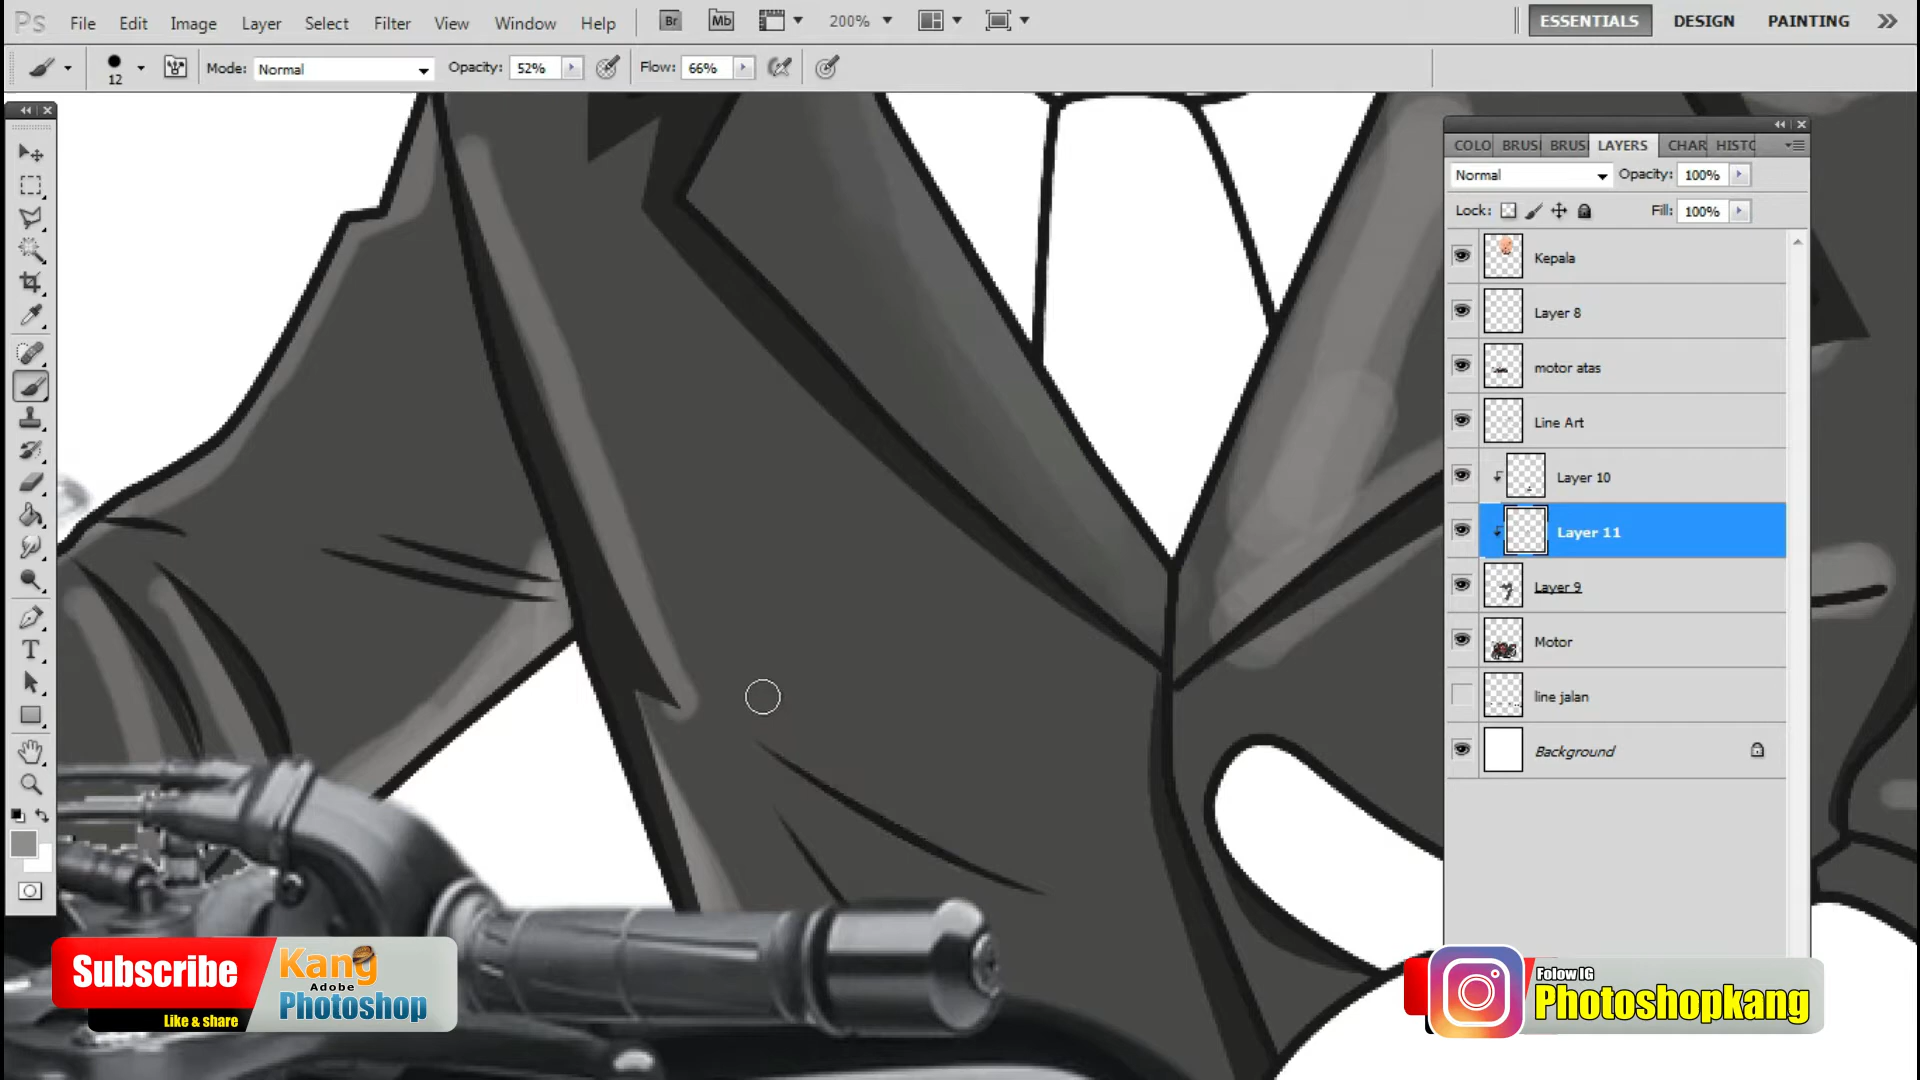 Ps File Edit Image Layer Select Filter View Window Help Br Mb 200% ESSENTIALS DESIGN PAINTING
12 Mode: Normal Opacity: 52% Flow: 66%
COLO BRUSI BRUSI LAYERS CHAR HISTO
Normal Opacity: 100%
Lock: Fill: 100%
Kepala
Layer 8
motor atas
Line Art
Layer 10
Layer 11
Layer 9
Motor
line jalan
Background
T
Subscribe
Like & share
Kang
Adobe
Photoshop
Folow IG
Photoshopkang